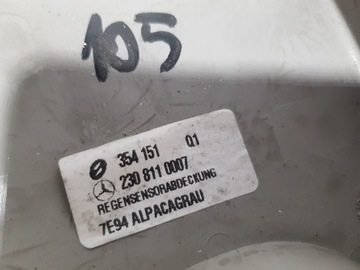 105
354 151 Q1
230 811 0007
REGENSENSORABDECKUNG
7E94 ALPACAGRAU